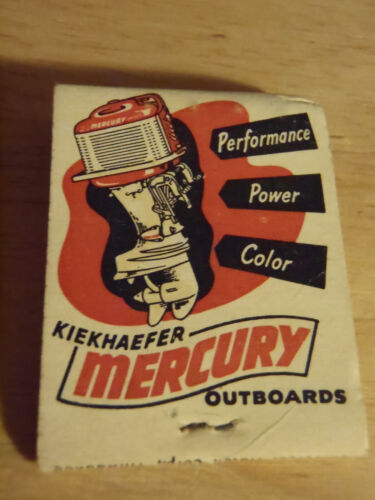 MERCURY
Performance
Power
Color
KIEKHAEFER
MERCURY
OUTBOARDS